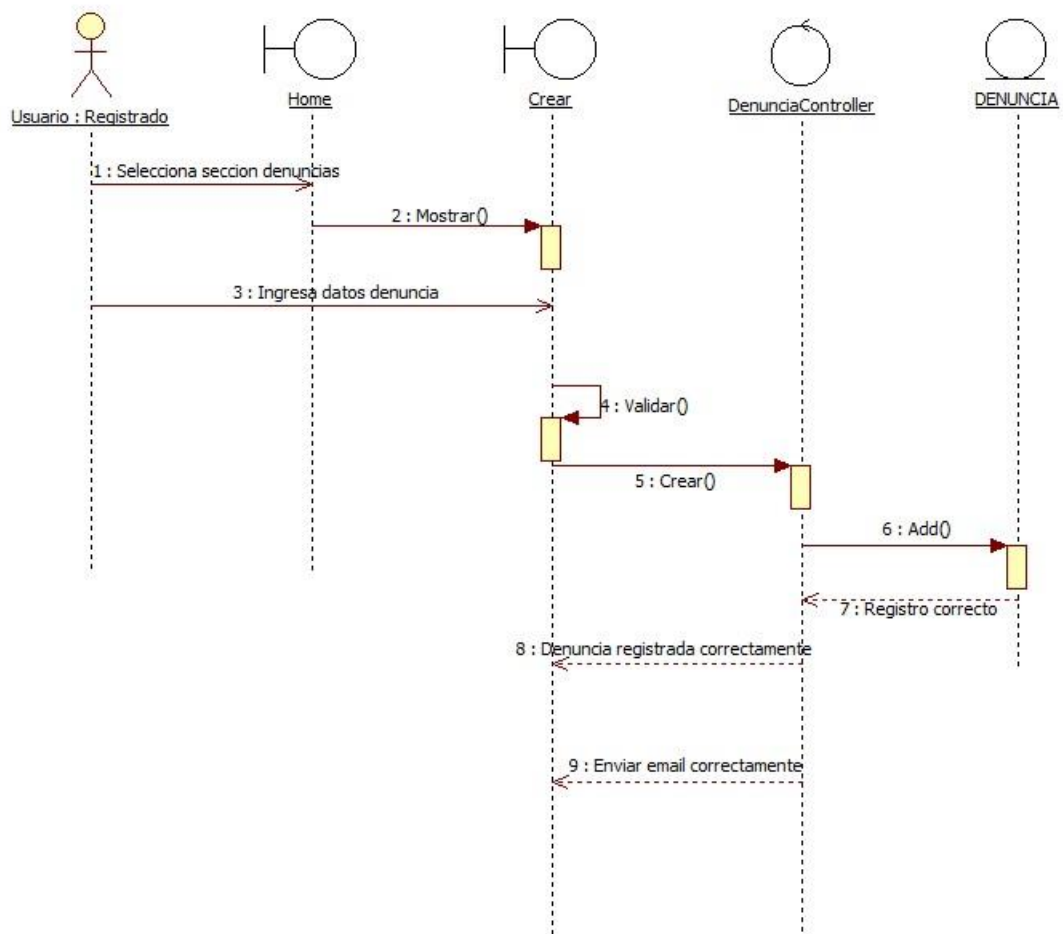 Usuario : Registrado
Home
Crear
DenunciaController
DENUNCIA
1 : Selecciona seccion denuncias
2 : Mostrar()
3 : Ingresa datos denuncia
4 : Validar()
5 : Crear()
6 : Add()
7 : Registro correcto
8 : Denuncia registrada correctamente
9 : Enviar email correctamente